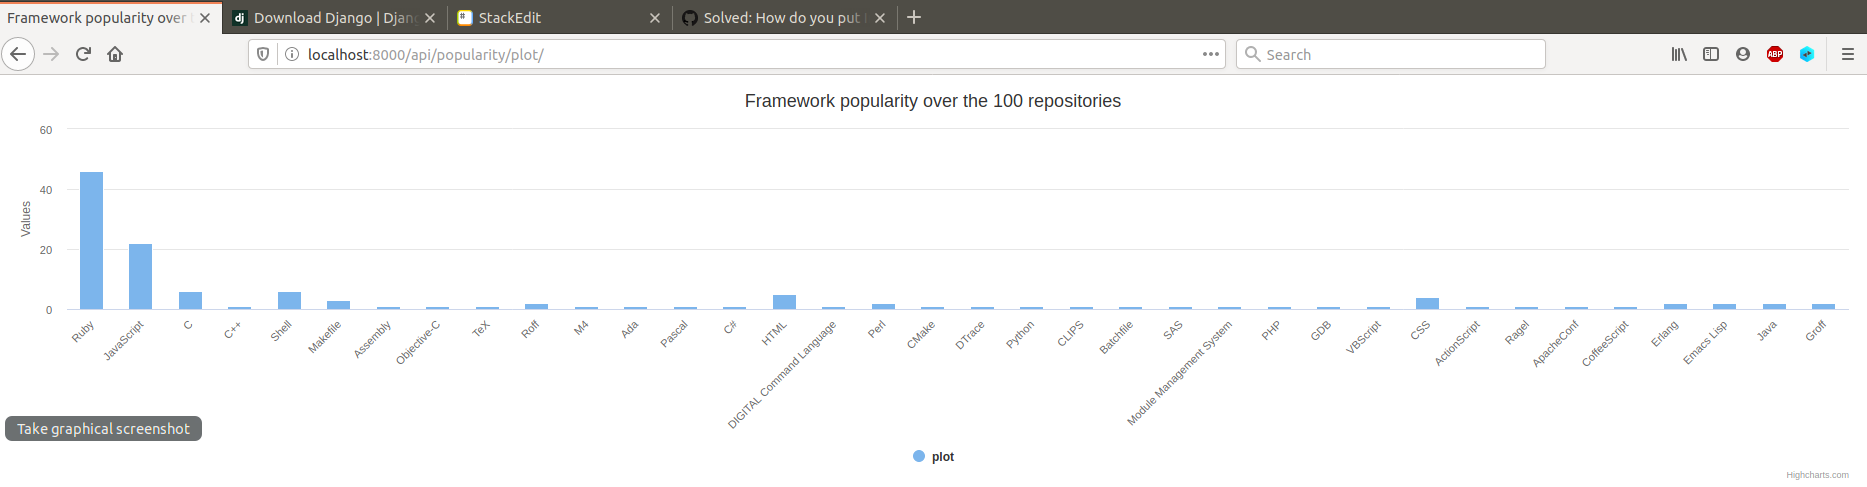 Framework popularity over
Download Django | Djan
StackEdit
Solved: How do you put
localhost:8000/api/popularity/plot/
Search
ABP
Framework popularity over the 100 repositories
60
40
20
0
Values
Ruby
JavaScript
C
C++
Shell
Makefile
Assembly
Objective-C
TeX
Roff
M4
Ada
Pascal
C#
HTML
DIGITAL Command Language
Perl
CMake
DTrace
Python
CLIPS
Batchfile
SAS
Module Management System
PHP
GDB
VBScript
CSS
ActionScript
Ragel
ApacheConf
CoffeeScript
Erlang
Emacs Lisp
Java
Groff
Take graphical screenshot
plot
Highcharts.com